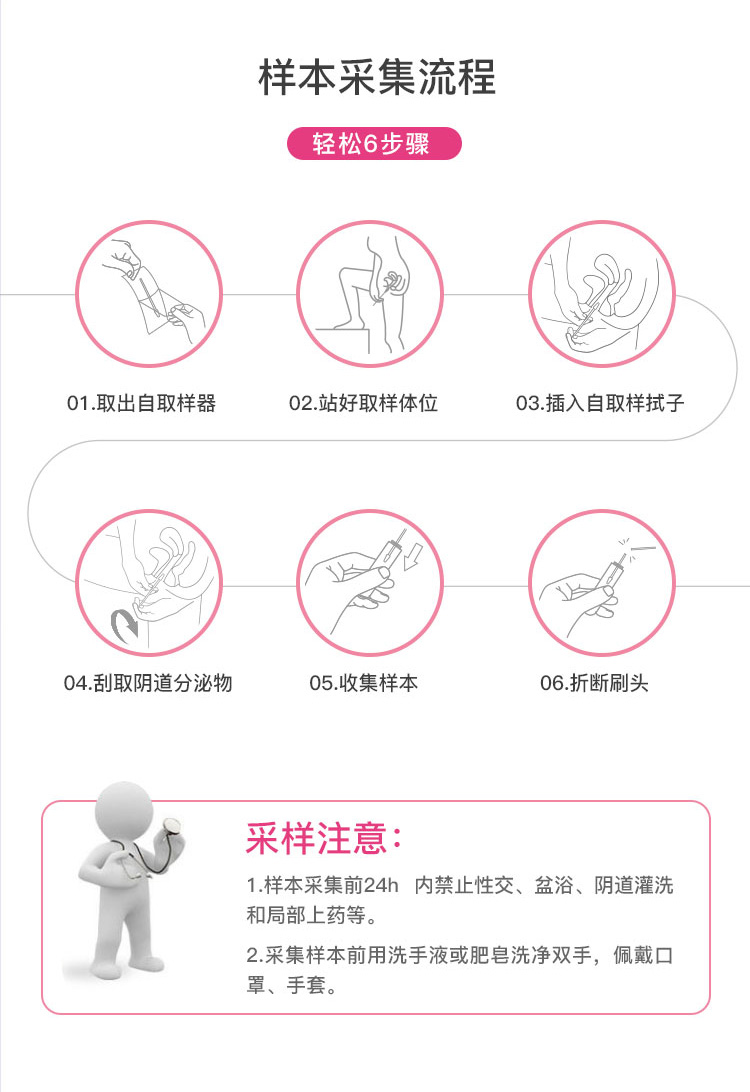 样本采集流程
轻松6步骤
01.取出自取样器
02.站好取样体位
03.插入自取样拭子
04.刮取阴道分泌物
05.收集样本
06.折断刷头
采样注意：
1.样本采集前24h 内禁止性交、盆浴、阴道灌洗
和局部上药等。
2.采集样本前用洗手液或肥皂洗净双手，佩戴口
罩、手套。